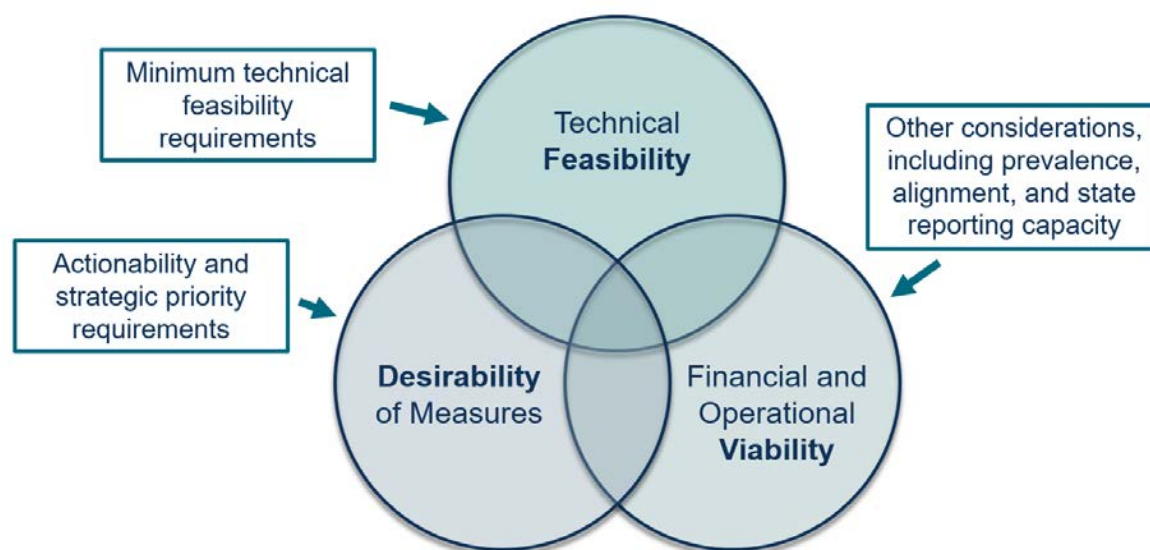 Minimum technical
feasibility
requirements
Technical
Feasibility
Other considerations,
including prevalence,
alignment, and state
reporting capacity
Actionability and
strategic priority
requirements
Desirability
of Measures
Financial and
Operational
Viability